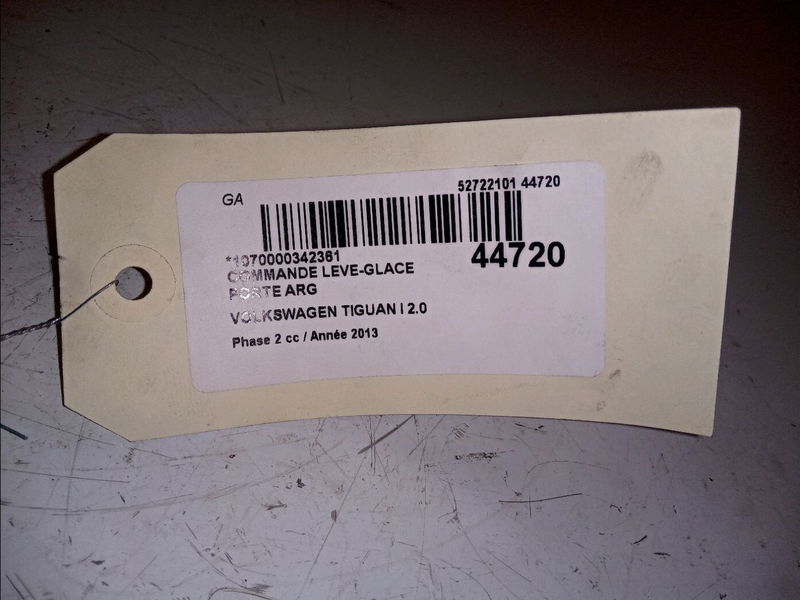 GA
52722101 44720
*1070000342361
44720
COMMANDE LEVE-GLACE
PORTE ARG
VOLKSWAGEN TIGUAN I 2.0
Phase 2 cc / Année 2013